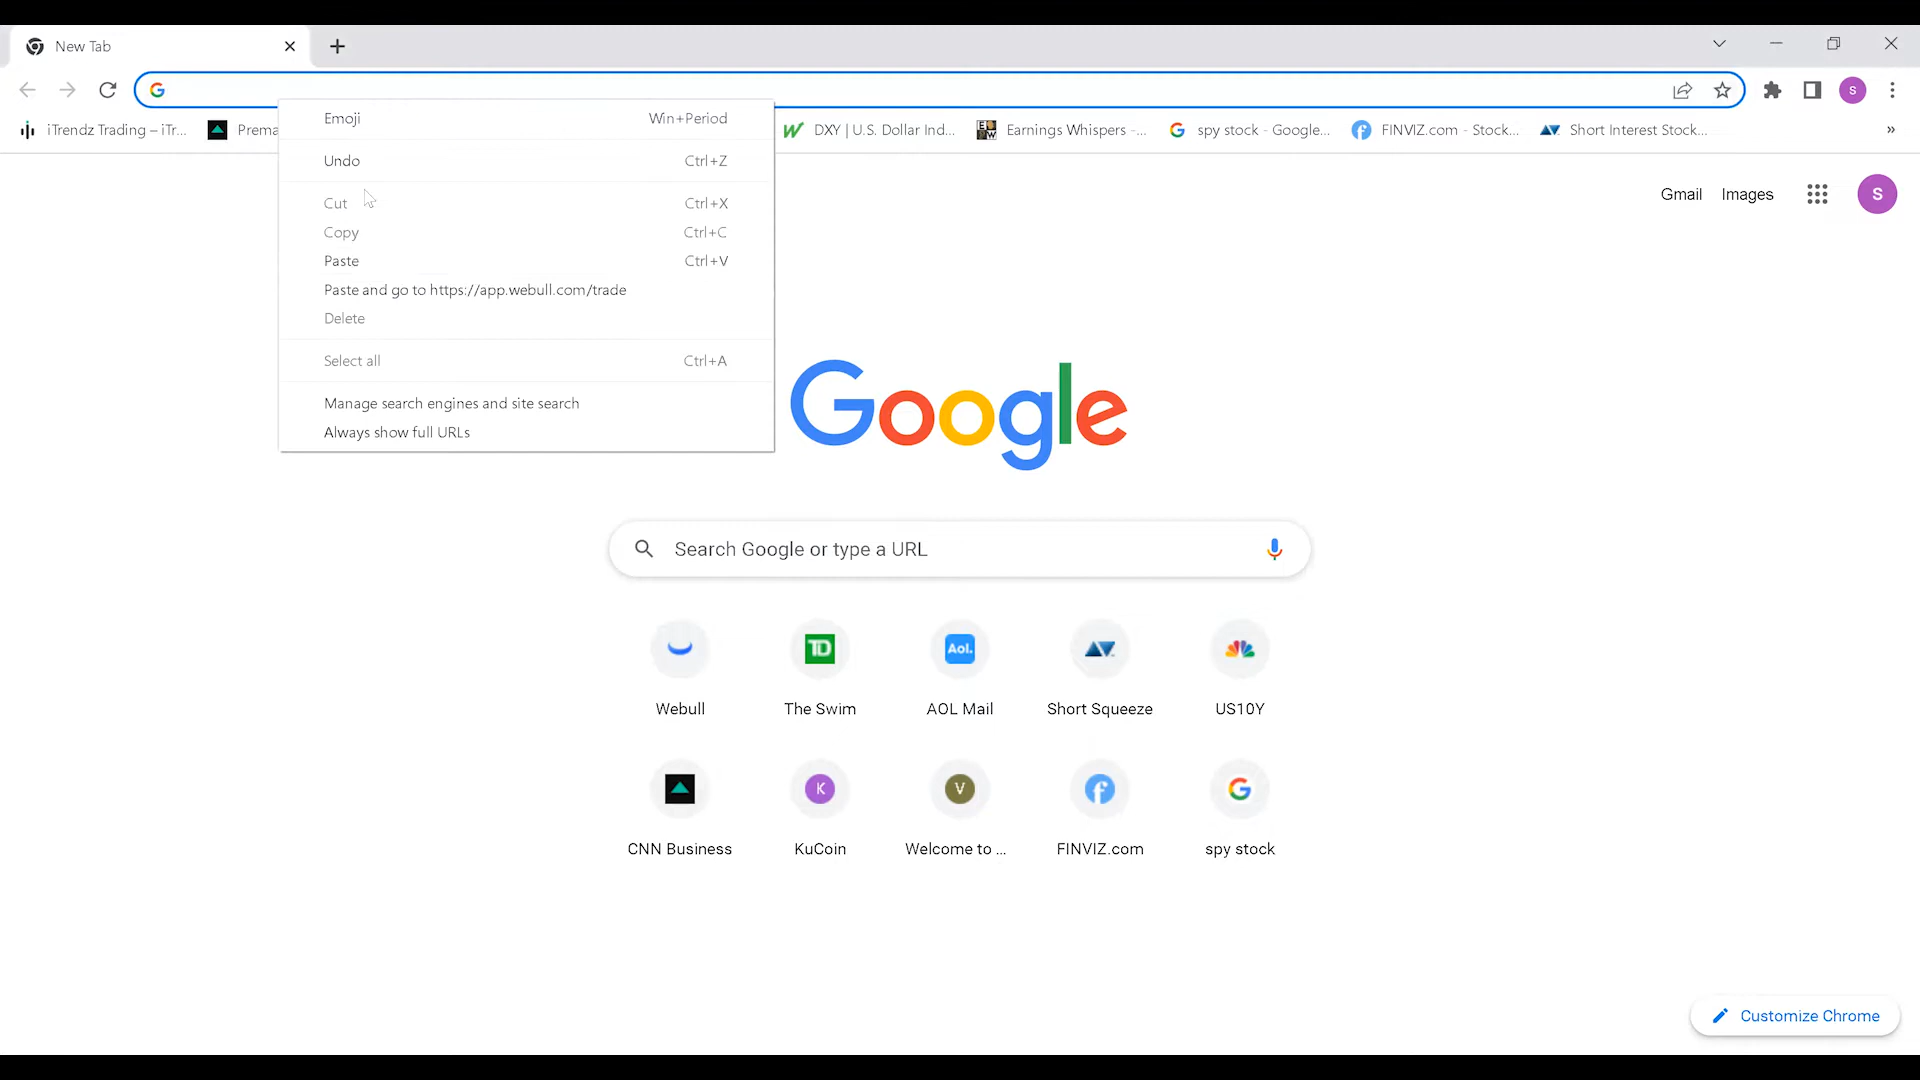 New Tab
iTrendz Trading – iTr...
Prema
DXY | U.S. Dollar Ind...
Earnings Whispers -...
spy stock - Google...
FINVIZ.com - Stock...
Short Interest Stock...
»
Emoji Win+Period
Undo Ctrl+Z
Cut Ctrl+X
Copy Ctrl+C
Paste Ctrl+V
Paste and go to https://app.webull.com/trade
Delete
Select all Ctrl+A
Manage search engines and site search
Always show full URLs
Gmail Images S
Google
Search Google or type a URL
TD Aol.
Webull The Swim AOL Mail Short Squeeze US10Y
K V
CNN Business KuCoin Welcome to ... FINVIZ.com spy stock
Customize Chrome